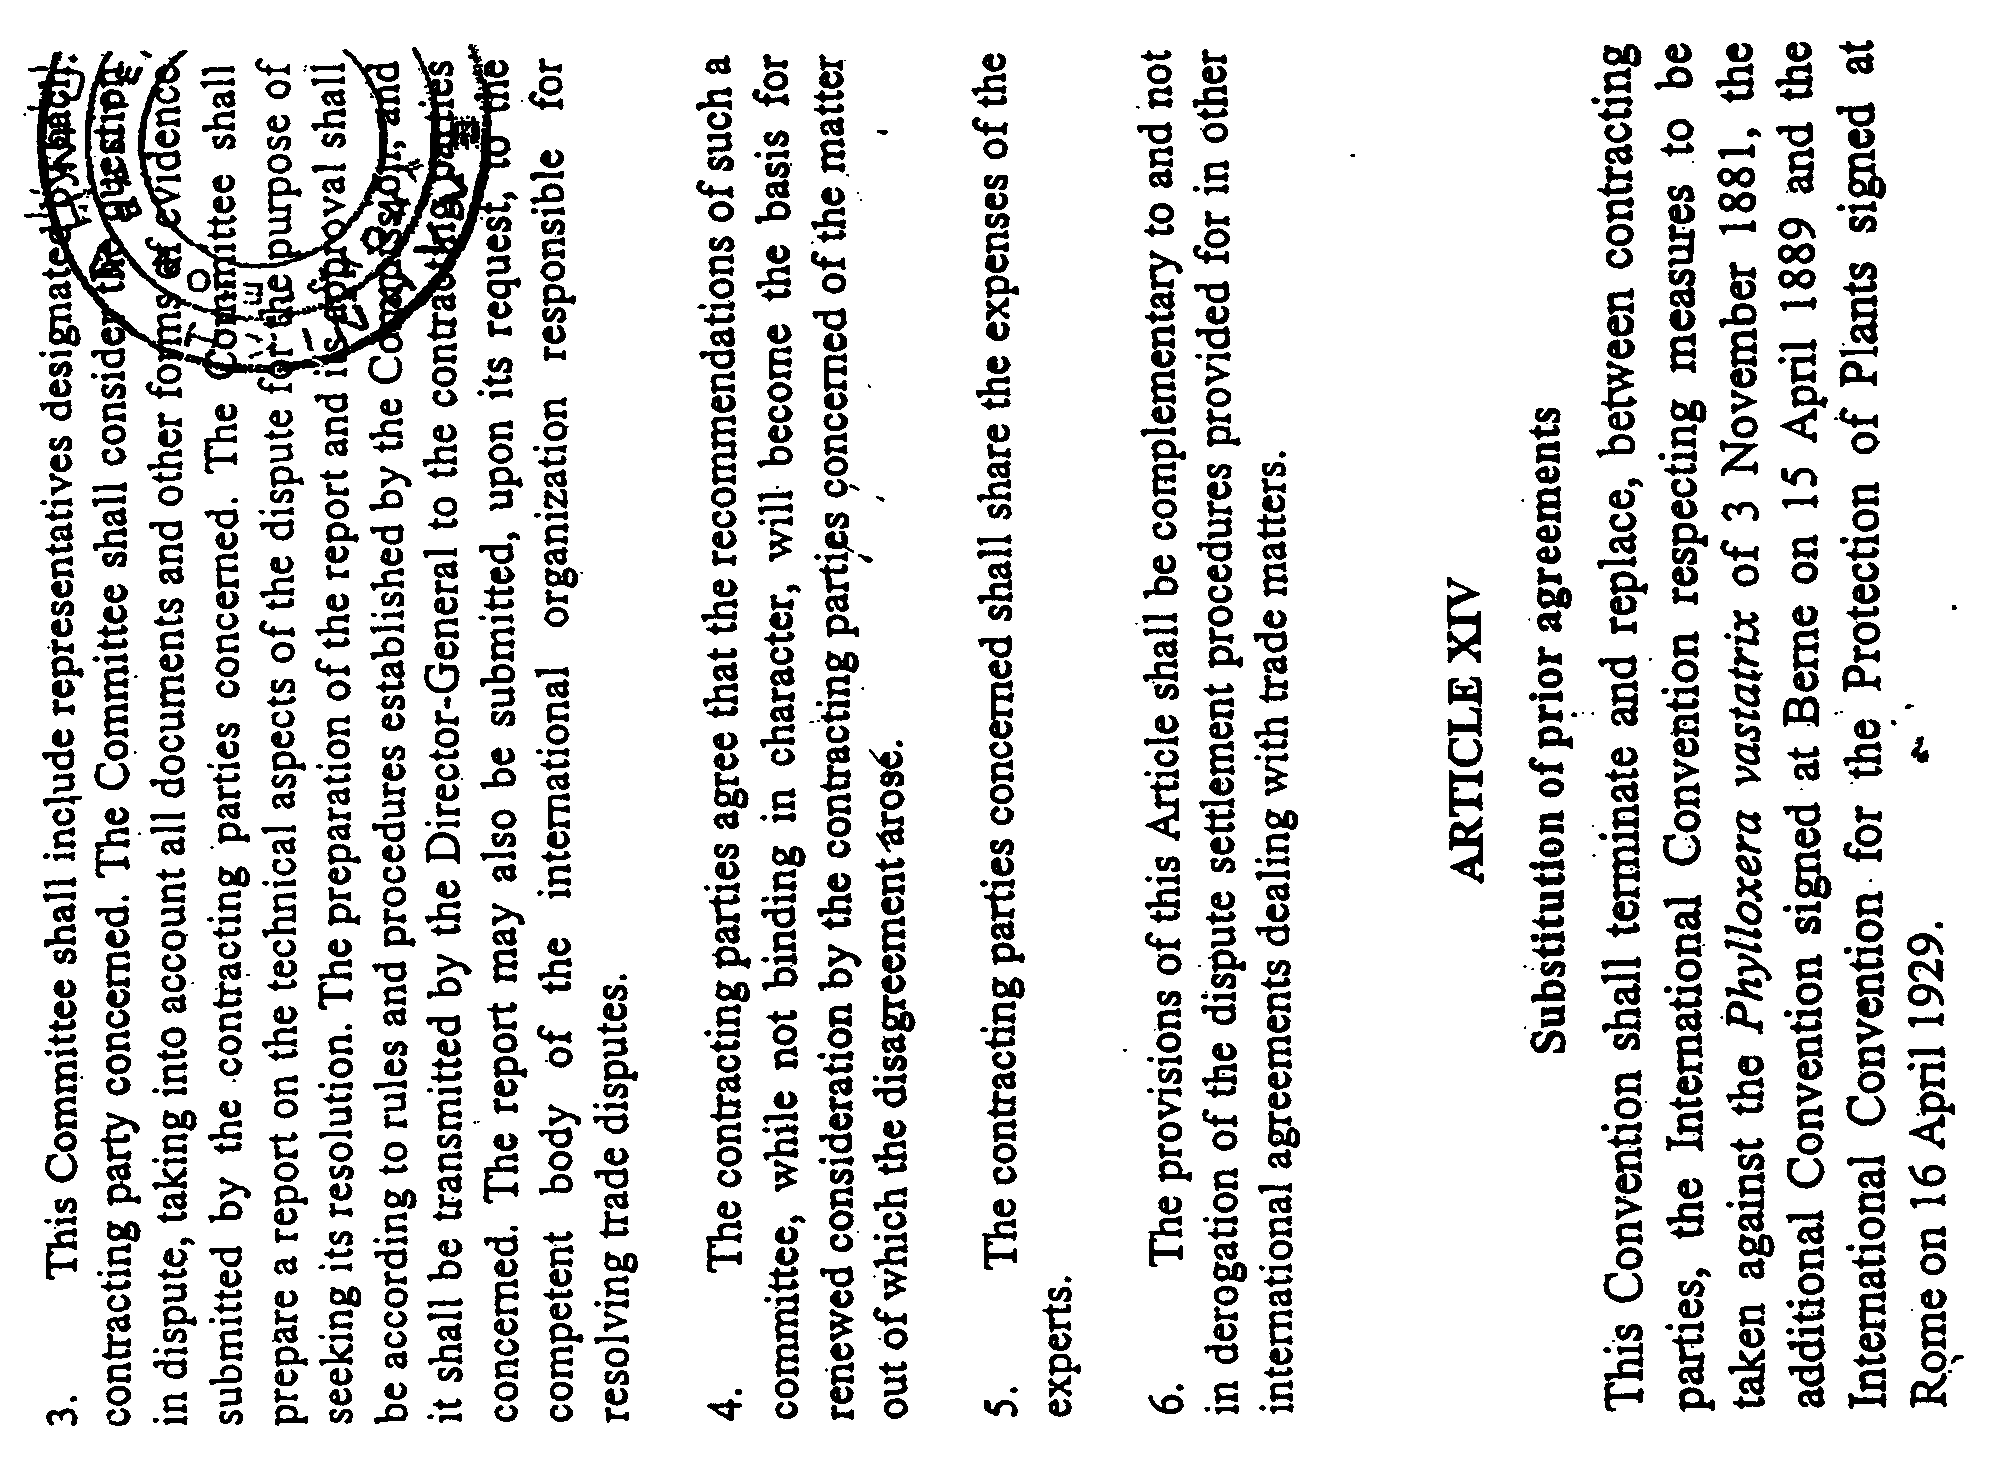 3. This Committee shall include representatives designated by each
contracting party concerned. The Committee shall consider the question
in dispute, taking into account all documents and other forms of evidence
submitted by the contracting parties concerned. The Committee shall
prepare a report on the technical aspects of the dispute for the purpose of
seeking its resolution. The preparation of the report and its approval shall
be according to rules and procedures established by the Commission, and
it shall be transmitted by the Director-General to the contracting parties
concerned. The report may also be submitted, upon its request, to the
competent body of the international organization responsible for
resolving trade disputes.
4. The contracting parties agree that the recommendations of such a
committee, while not binding in character, will become the basis for
renewed consideration by the contracting parties concerned of the matter
out of which the disagreement arose.
5. The contracting parties concerned shall share the expenses of the
experts.
6. The provisions of this Article shall be complementary to and not
in derogation of the dispute settlement procedures provided for in other
international agreements dealing with trade matters.
ARTICLE XIV
Substitution of prior agreements
This Convention shall terminate and replace, between contracting
parties, the International Convention respecting measures to be
taken against the Phylloxera vastatrix of 3 November 1881, the
additional Convention signed at Berne on 15 April 1889 and the
International Convention for the Protection of Plants signed at
Rome on 16 April 1929.